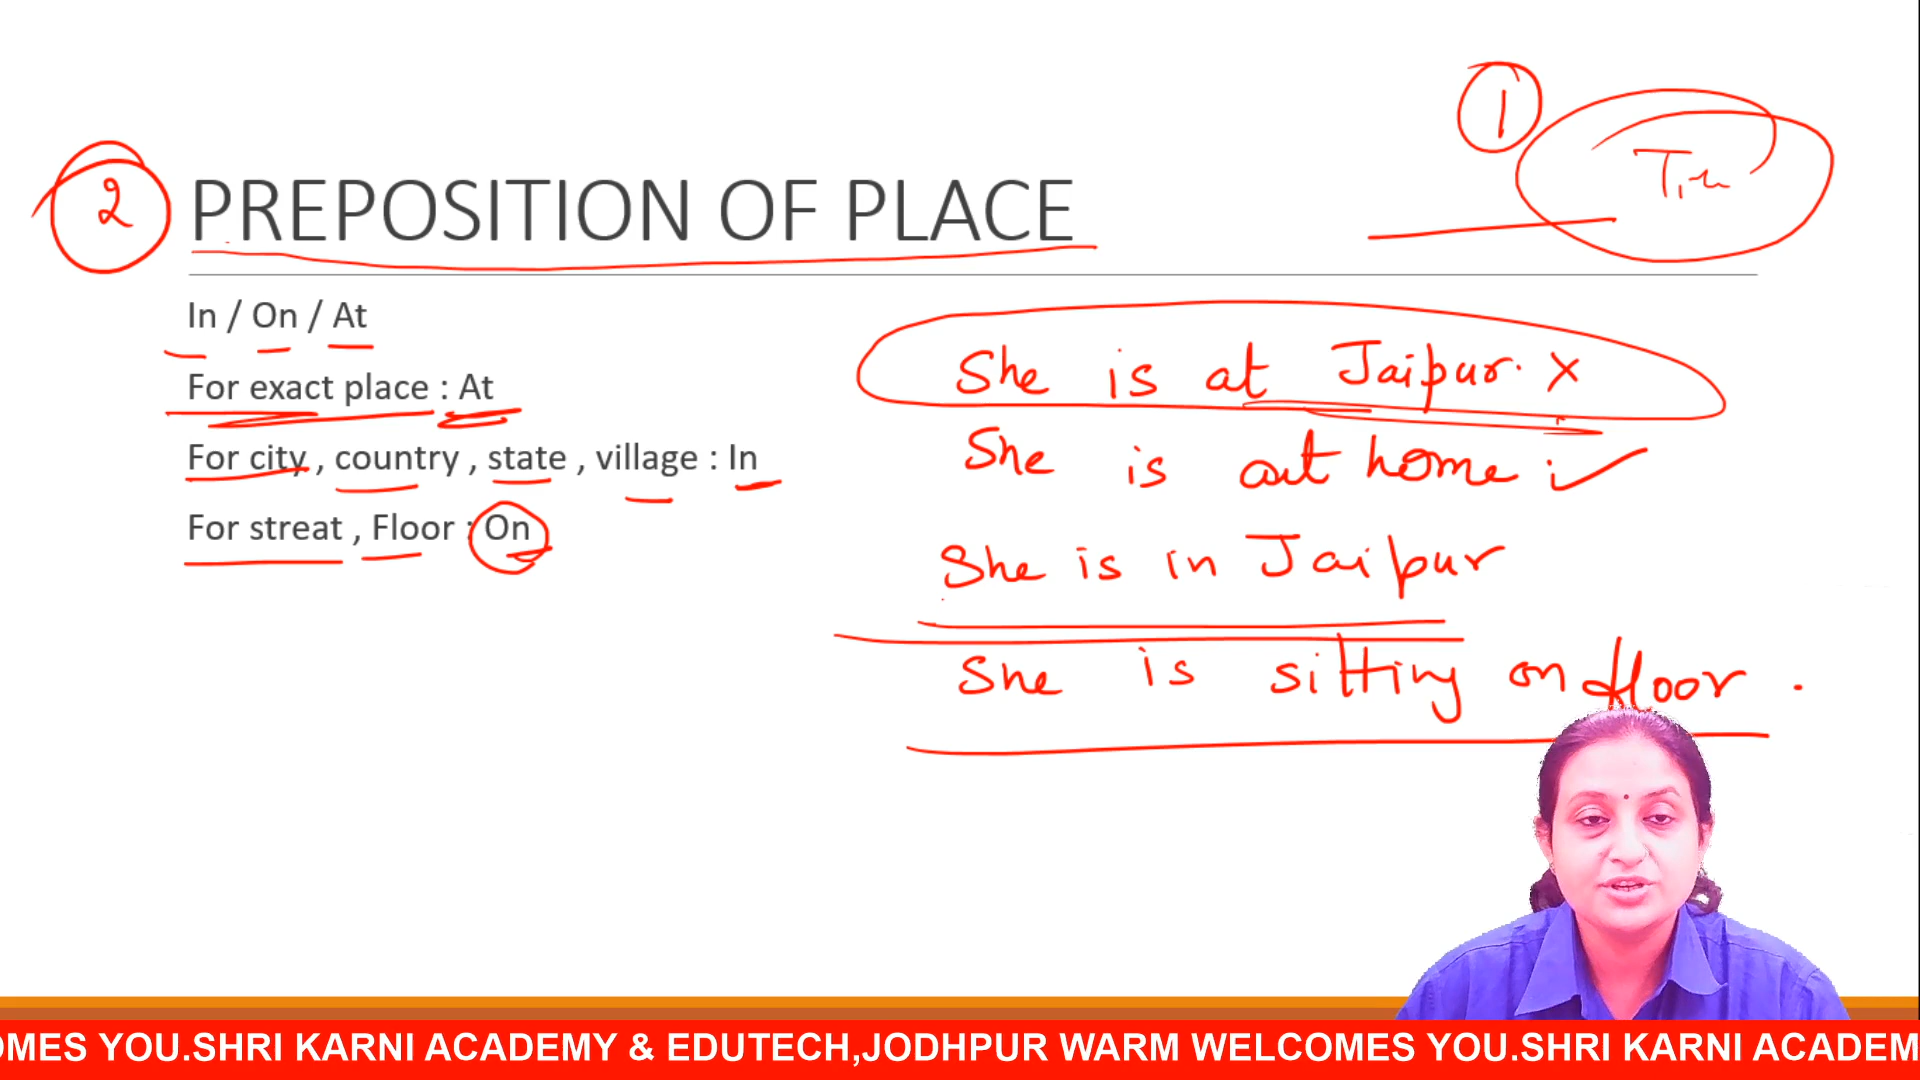 1
2 PREPOSITION OF PLACE
In / On / At
For exact place : At
For city , country , state , village : In
For streat , Floor : On
She is at Jaipur. X
She is at home
She is in Jaipur
She is sitting on floor .
OMES YOU.SHRI KARNI ACADEMY & EDUTECH,JODHPUR WARM WELCOMES YOU.SHRI KARNI ACADEM